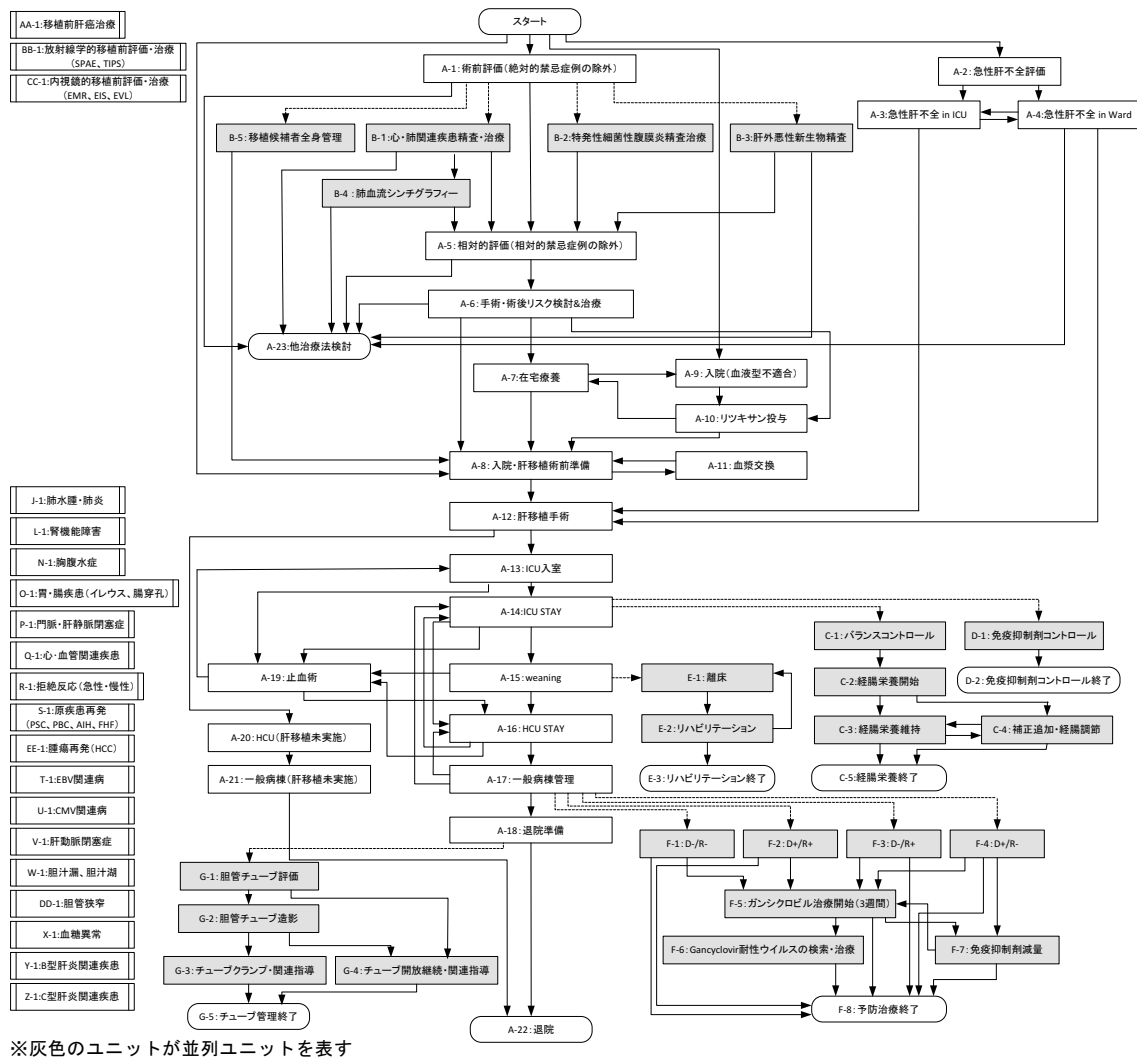 スタート
AA-1:移植前肝癌治療
BB-1:放射線学的移植前評価・治療
(SPAE、TIPS)
CC-1:内視鏡的移植前評価・治療
(EMR、EIS、EVL)
A-1:術前評価(絶対的禁忌症例の除外)
A-2:急性肝不全評価
A-3:急性肝不全 in ICU
A-4:急性肝不全 in Ward
B-5:移植候補者全身管理
B-1:心・肺関連疾患精査・治療
B-2:特発性細菌性腹膜炎精査治療
B-3:肝外悪性新生物精査
B-4:肺血流シンチグラフィー
A-5:相対的評価(相対的禁忌症例の除外)
A-6:手術・術後リスク検討&治療
A-23:他治療法検討
A-7:在宅療養
A-9:入院(血液型不適合)
A-10:リツキサン投与
A-8:入院・肝移植術前準備
A-11:血漿交換
A-12:肝移植手術
A-13:ICU入室
A-14:ICU STAY
A-19:止血術
A-15:weaning
A-16:HCU STAY
A-20:HCU(肝移植未実施)
A-21:一般病棟(肝移植未実施)
A-17:一般病棟管理
A-18:退院準備
C-1:バランスコントロール
D-1:免疫抑制剤コントロール
C-2:経腸栄養開始
D-2:免疫抑制剤コントロール終了
C-3:経腸栄養維持
C-4:補正追加・経腸調節
C-5:経腸栄養終了
E-1:離床
E-2:リハビリテーション
E-3:リハビリテーション終了
F-1:D-/R-
F-2:D+/R+
F-3:D-/R+
F-4:D+/R-
F-5:ガンシクロビル治療開始(3週間)
F-6:Gancyclovir耐性ウイルスの検索・治療
F-7:免疫抑制剤減量
F-8:予防治療終了
G-1:胆管チューブ評価
G-2:胆管チューブ造影
G-3:チューブクランプ・関連指導
G-4:チューブ開放継続・関連指導
G-5:チューブ管理終了
A-22:退院
J-1:肺水腫・肺炎
L-1:腎機能障害
N-1:胸腹水症
O-1:胃・腸疾患(イレウス、腸穿孔)
P-1:門脈・肝静脈閉塞症
Q-1:心・血管関連疾患
R-1:拒絶反応(急性・慢性)
S-1:原疾患再発
(PSC、PBC、AIH、FHF)
EE-1:腫瘍再発(HCC)
T-1:EBV関連病
U-1:CMV関連病
V-1:肝動脈閉塞症
W-1:胆汁漏、胆汁湖
DD-1:胆管狭窄
X-1:血糖異常
Y-1:B型肝炎関連疾患
Z-1:C型肝炎関連疾患
※灰色のユニットが並列ユニットを表す